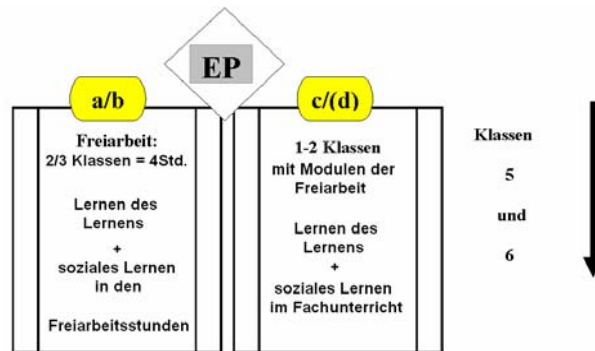 EP
a/b
Freiarbeit:
2/3 Klassen = 4Std.
Lernen des
Lernens
+
soziales Lernen
in den
Freiarbeitsstunden
c/(d)
1-2 Klassen
mit Modulen der
Freiarbeit
Lernen des
Lernens
+
soziales Lernen
im Fachunterricht
Klassen
5
und
6